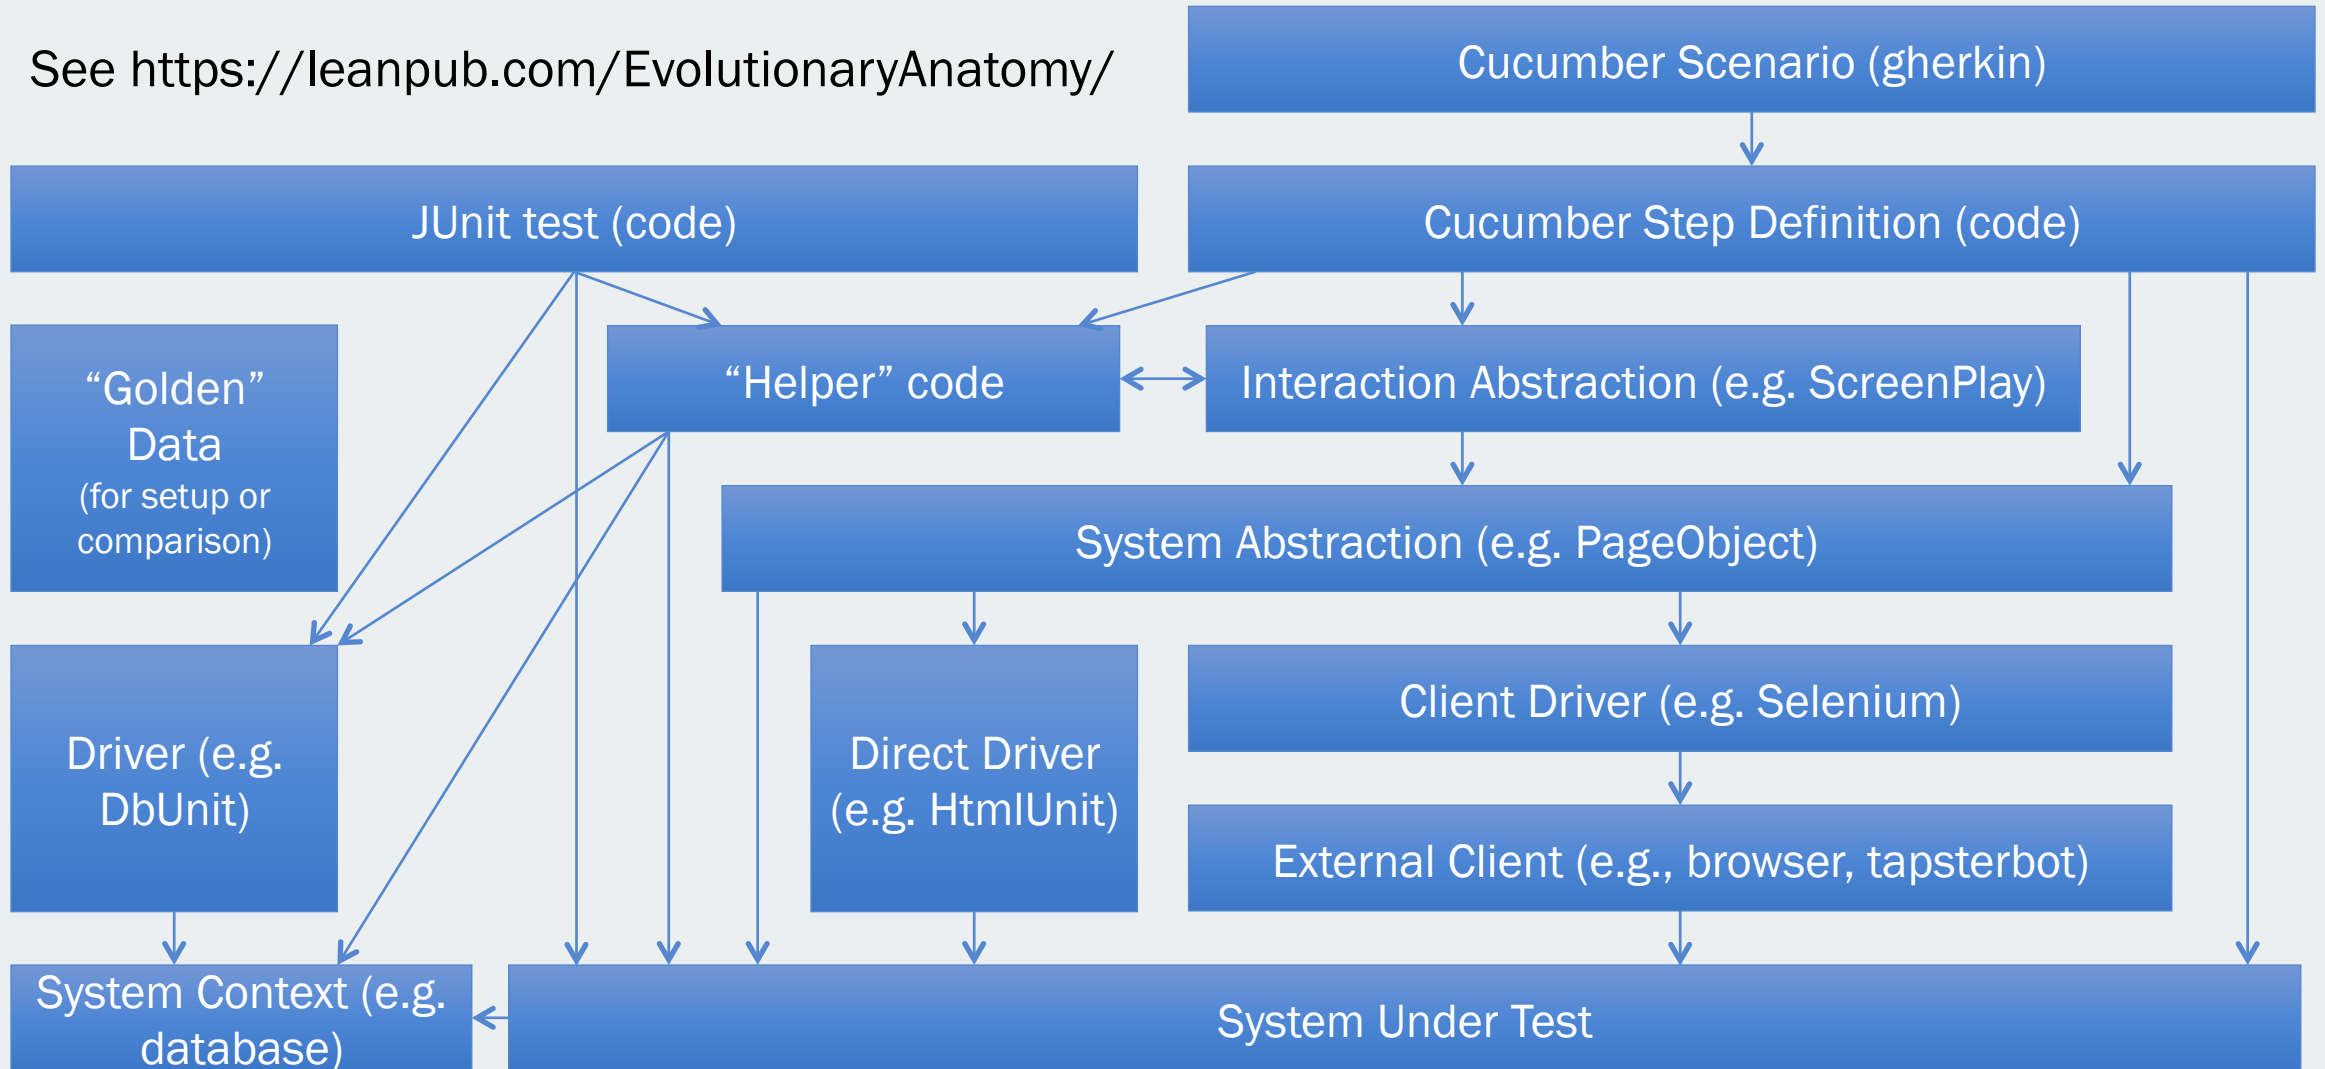 See https://leanpub.com/EvolutionaryAnatomy/
Cucumber Scenario (gherkin)
JUnit test (code)
Cucumber Step Definition (code)
“Golden”
Data
(for setup or
comparison)
“Helper” code
Interaction Abstraction (e.g. ScreenPlay)
System Abstraction (e.g. PageObject)
Driver (e.g.
DbUnit)
Direct Driver
(e.g. HtmlUnit)
Client Driver (e.g. Selenium)
External Client (e.g., browser, tapsterbot)
System Context (e.g.
database)
System Under Test